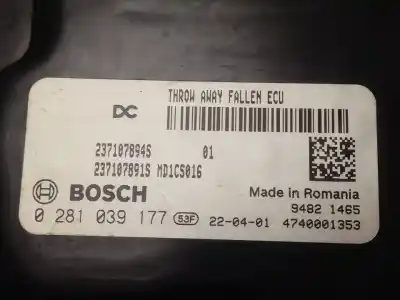 THROW AWAY FALLEN ECU
DC
237107894S 01
237107891S MD1CS016
BOSCH
Made in Romania
9482 1465
0 281 039 177 53F 22-04-01 4740001353